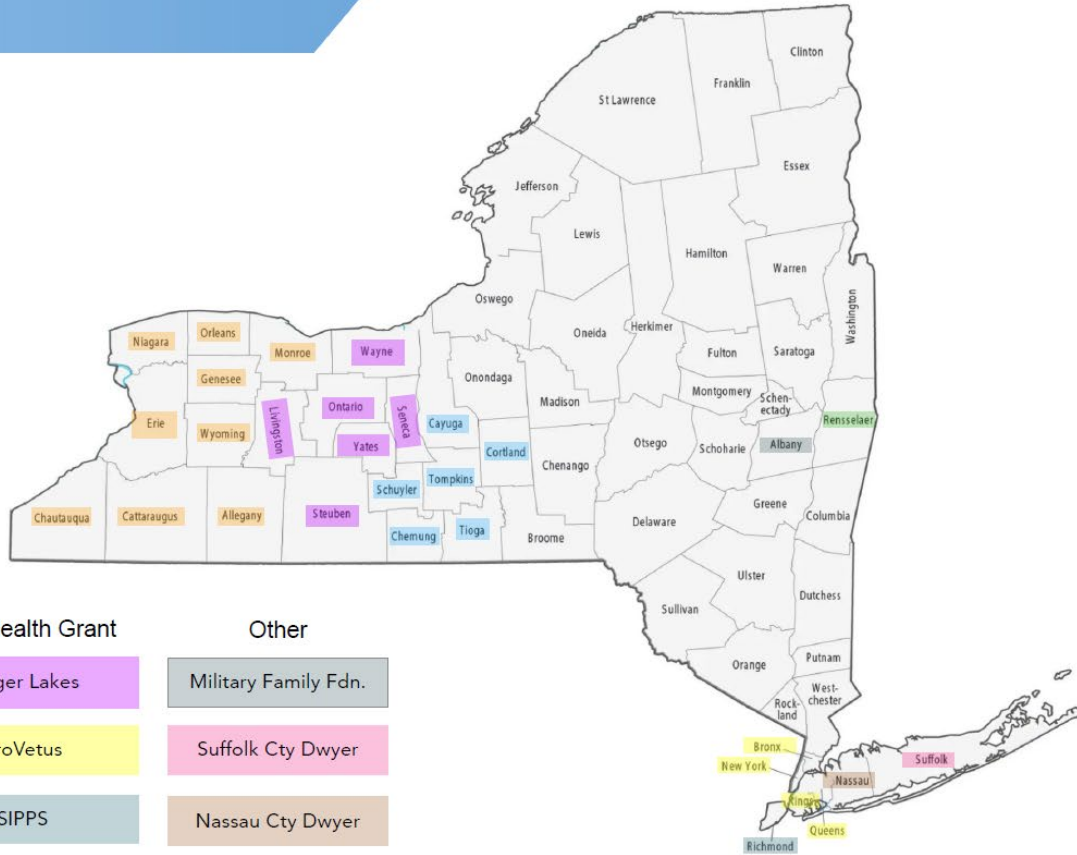 Clinton
Franklin
St Lawrence
Essex
Jefferson
Lewis
Hamilton
Warren
Washington
Oswego
Oneida
Herkimer
Fulton
Saratoga
Niagara
Orleans
Monroe
Wayne
Genesee
Onondaga
Madison
Montgomery
Schen-
ectady
Rensselaer
Erie
Wyoming
Livingston
Ontario
Seneca
Yates
Cayuga
Cortland
Chenango
Otsego
Schoharie
Albany
Schuyler
Tompkins
Chautauqua
Cattaraugus
Allegany
Steuben
Chemung
Tioga
Broome
Delaware
Greene
Columbia
Ulster
Dutchess
Sullivan
Orange
Putnam
West-
chester
Rock-
land
Bronx
New York
Kings
Queens
Richmond
Nassau
Suffolk
ealth Grant
Other
ger Lakes
Military Family Fdn.
roVetus
Suffolk Cty Dwyer
SIPPS
Nassau Cty Dwyer